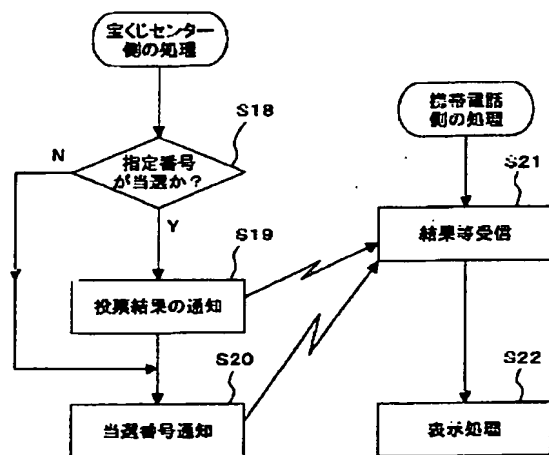 宝くじセンター
側の処理
S18
指定番号
が当選か?
N
Y
S19
投票結果の通知
S20
当選番号通知
携帯電話
側の処理
S21
結果等受信
S22
表示処理